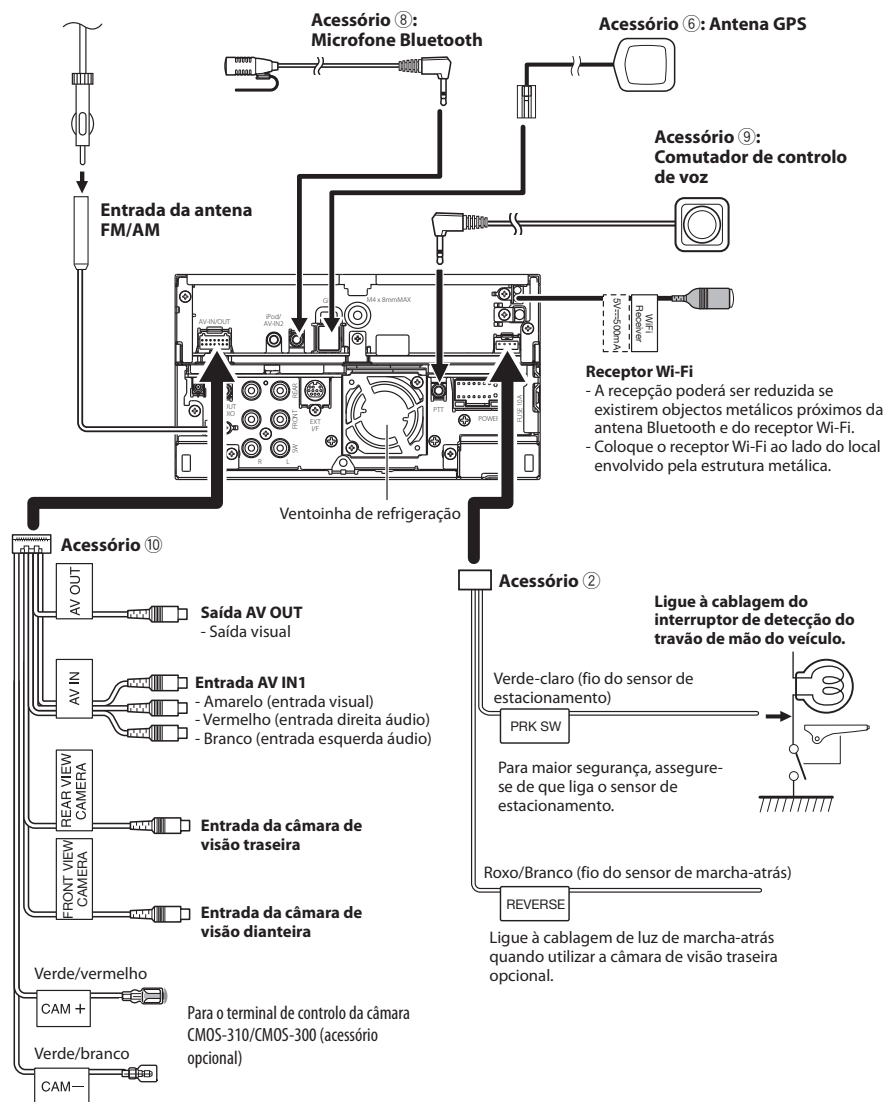 Acessório ⑧:
Microfone Bluetooth
Acessório ⑥: Antena GPS
Acessório ⑨:
Comutador de controlo
de voz
Entrada da antena
FM/AM
AV-IN/OUT
iPod/
AV-IN2
M4 x 8mmMAX
WiFi
Receiver
5V⎓500mA
Receptor Wi-Fi
- A recepção poderá ser reduzida se
existirem objectos metálicos próximos da
antena Bluetooth e do receptor Wi-Fi.
- Coloque o receptor Wi-Fi ao lado do local
envolvido pela estrutura metálica.
REAR
FRONT
SW
R
L
EXT
I/F
PTT
POWER
FUSE 10A
Ventoinha de refrigeração
Acessório ⑩
AV OUT
Saída AV OUT
- Saída visual
AV IN
Entrada AV IN1
- Amarelo (entrada visual)
- Vermelho (entrada direita áudio)
- Branco (entrada esquerda áudio)
REAR VIEW
CAMERA
Entrada da câmara de
visão traseira
FRONT VIEW
CAMERA
Entrada da câmara de
visão dianteira
Verde/vermelho
CAM +
Verde/branco
CAM—
Para o terminal de controlo da câmara
CMOS-310/CMOS-300 (acessório
opcional)
Acessório ②
Ligue à cablagem do
interruptor de detecção do
travão de mão do veículo.
Verde-claro (fio do sensor de
estacionamento)
PRK SW
Para maior segurança, assegure-
se de que liga o sensor de
estacionamento.
Roxo/Branco (fio do sensor de marcha-atrás)
REVERSE
Ligue à cablagem de luz de marcha-atrás
quando utilizar a câmara de visão traseira
opcional.